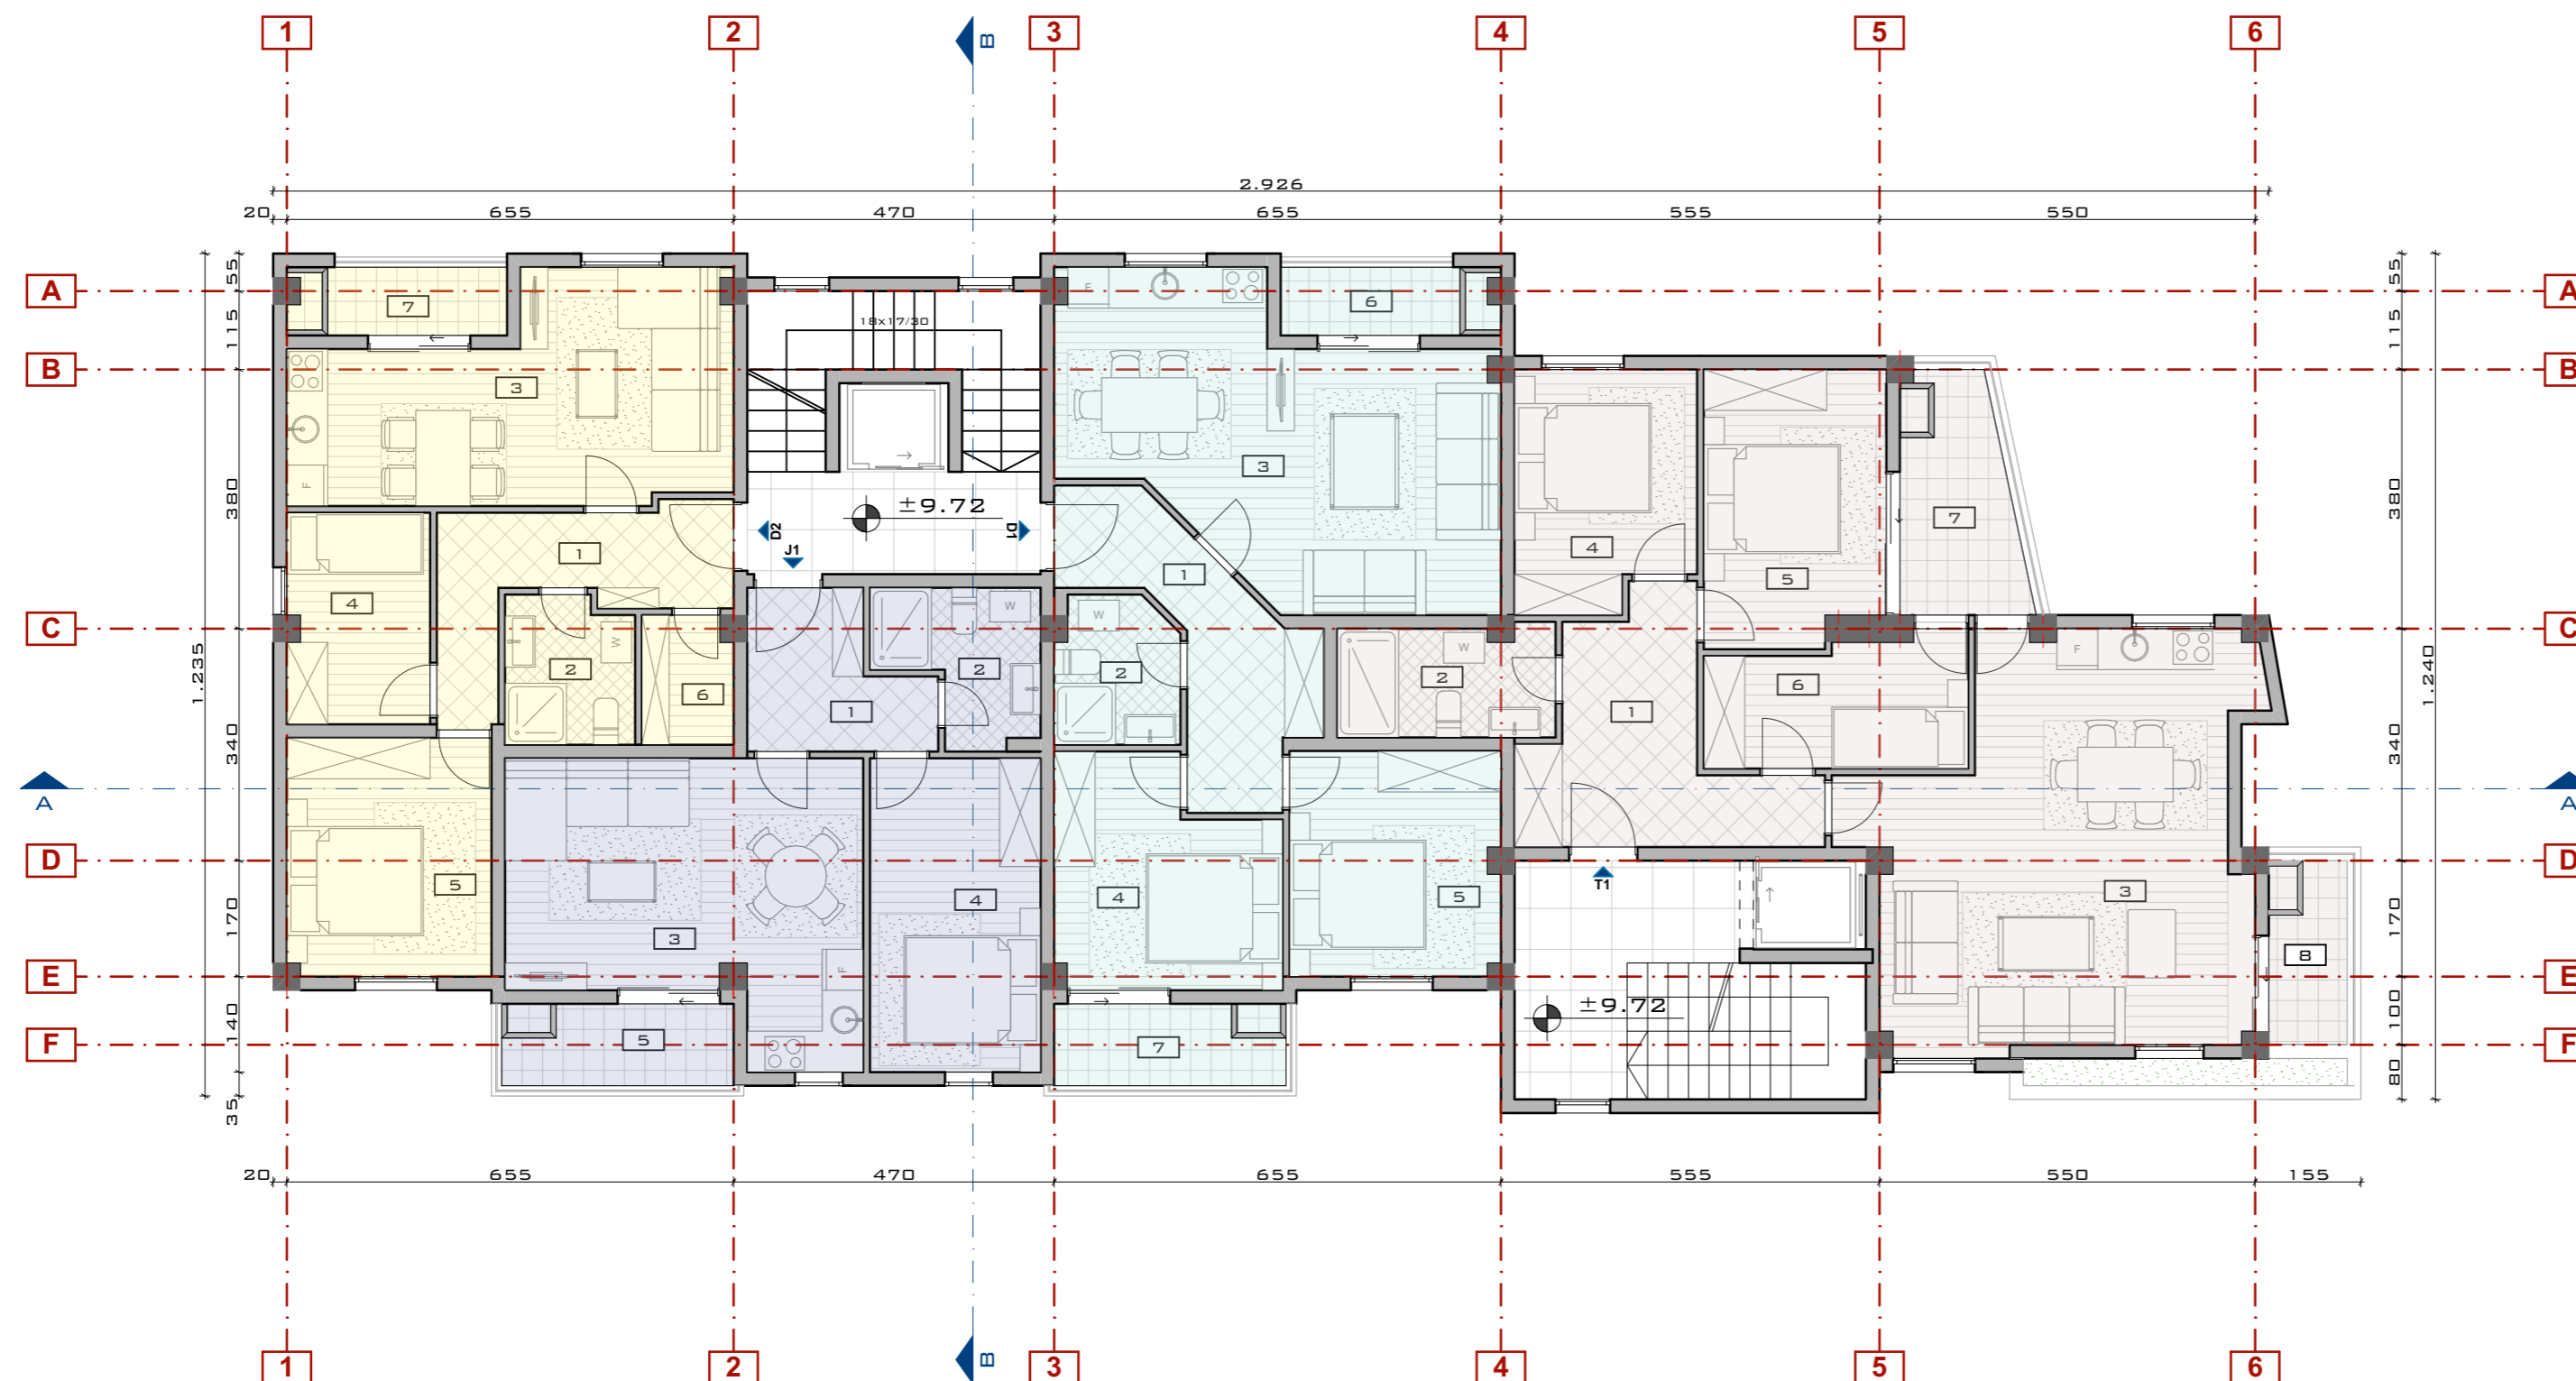 1 2 B 3 4 5 6
2.926
20 655 470 655 555 550
A 55 55 A
7 6
115 18x17/30 F 115
B B
3
380 F 3 ±9.72 380
D2 J1 D1 1 4 5 7
1
4
C W W W F C
1.235 2 2 2 2 6 1.240
6 1 1
340 340
A A
D D
5 4 4 5 T1 3
170 3 F 170
8
E E
±9.72
140 100
F 5 7 F
80
35
20 655 470 655 555 550 155
1 2 B 3 4 5 6